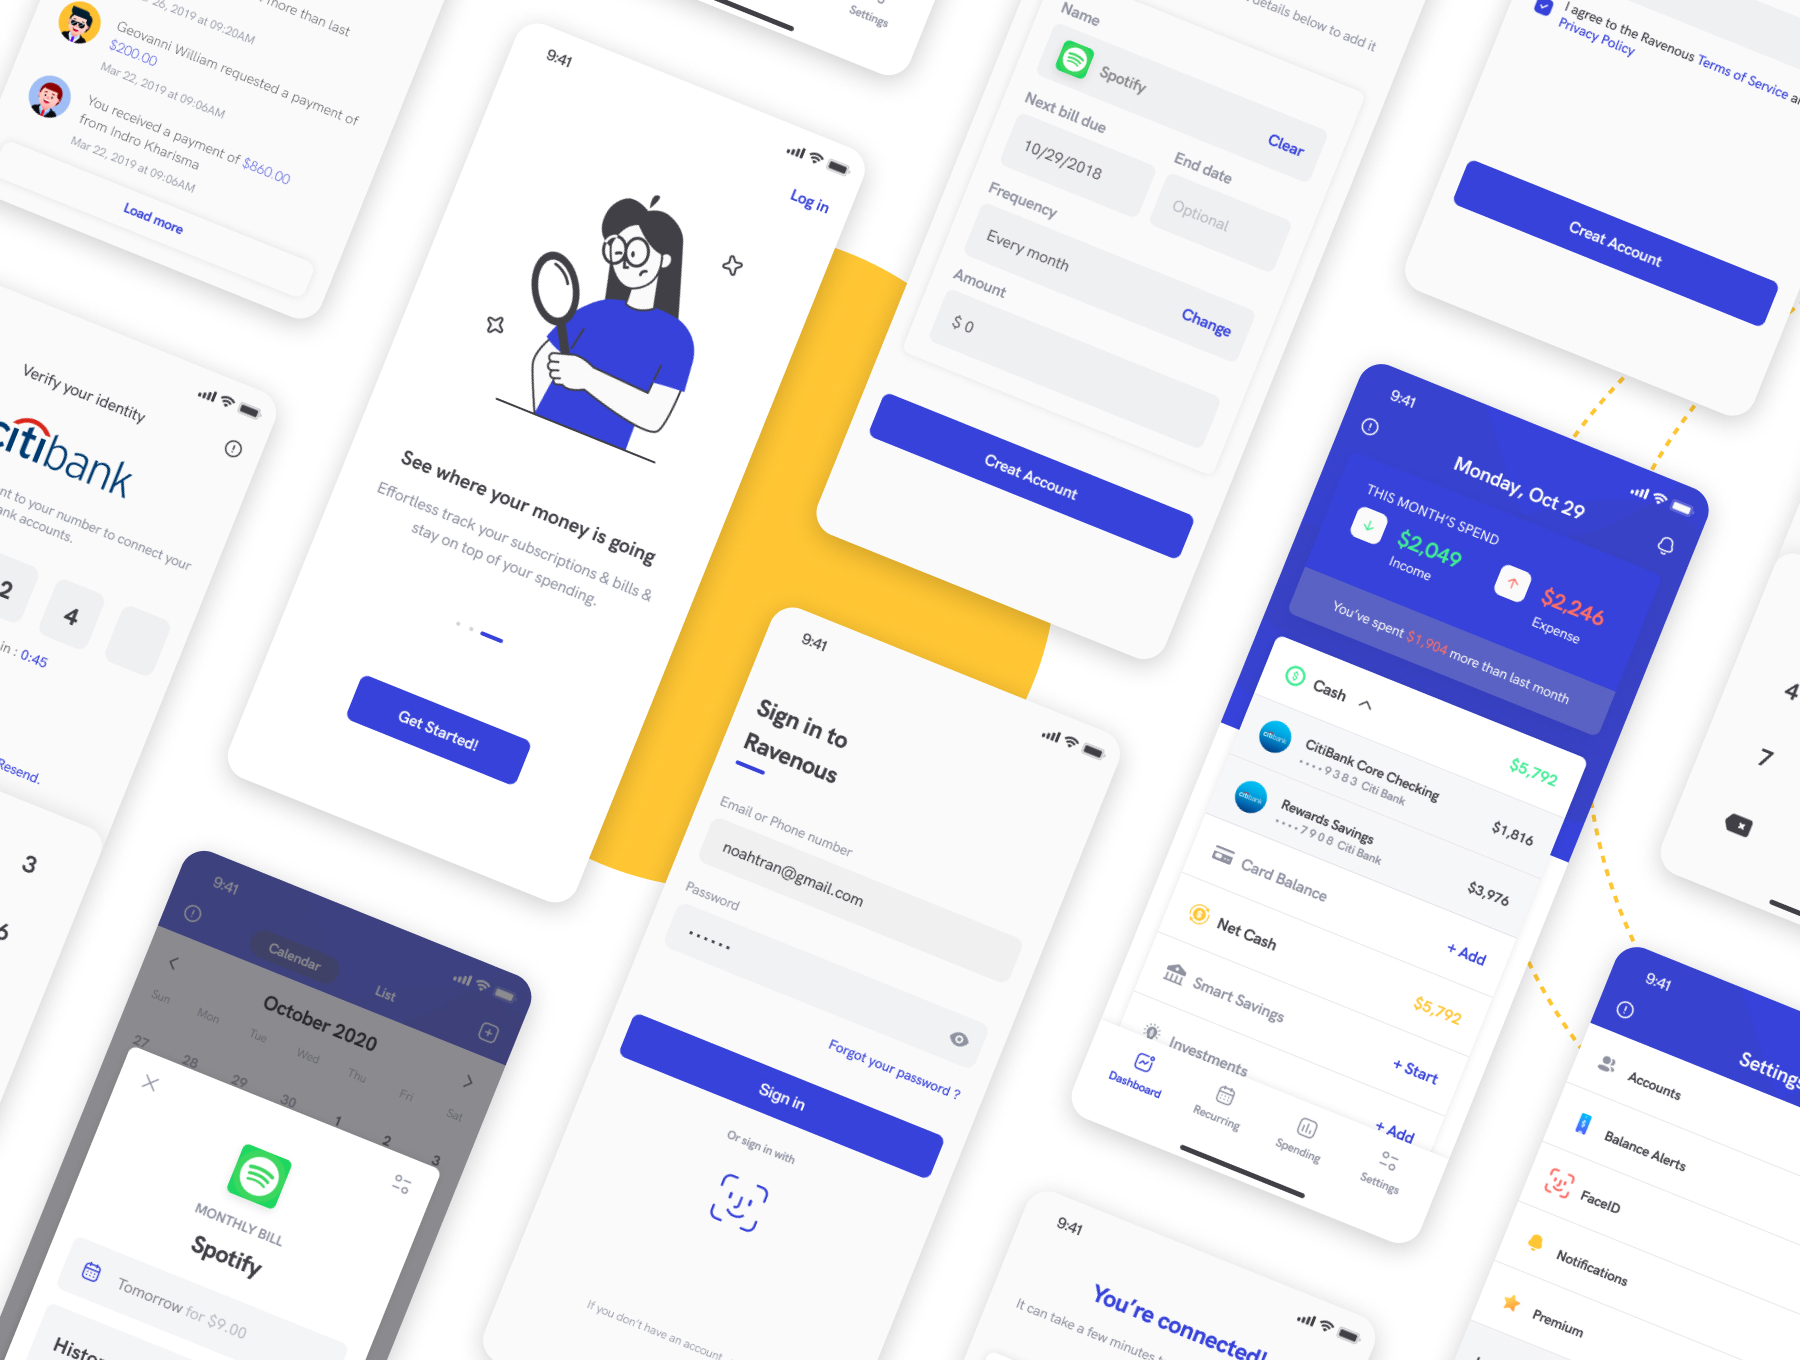 more than last
26, 2019 at 09:20AM
Geovanni William requested a payment of
$200.00
Mar 22, 2019 at 09:06AM
You received a payment of $860.00
from Indro Kharisma
Mar 22, 2019 at 09:06AM
Load more
Settings
9:41
Log in
See where your money is going
Effortless track your subscriptions & bills &
stay on top of your spending.
Get Started!
details below to add it
Name
Spotify
Clear
Next bill due
10/29/2018
End date
Optional
Frequency
Every month
Change
Amount
$ 0
Creat Account
I agree to the Ravenous Terms of Service
Privacy Policy
Creat Account
Verify your identity
citibank
to your number to connect your
accounts.
2
4
in : 0:45
Resend.
3
6
9:41
Sign in to
Ravenous
Email or Phone number
noahtran@gmail.com
Password
Forgot your password ?
Sign in
Or sign in with
If you don't have an account
9:41
Monday, Oct 29
THIS MONTH'S SPEND
$2,049
Income
$2,246
Expense
You've spent $1,904 more than last month
Cash
$5,792
citibank
CitiBank Core Checking
••••9383 Citi Bank
$1,816
citibank
Rewards Savings
••••7908 Citi Bank
$3,976
Card Balance
+ Add
Net Cash
$5,792
Smart Savings
+ Start
Investments
+ Add
Dashboard
Recurring
Spending
Settings
4
7
9:41
Calendar
List
October 2020
Sun
Mon
Tue
Wed
Thu
Fri
Sat
27
28
29
30
1
2
3
MONTHLY BILL
Spotify
Tomorrow for $9.00
9:41
You're connected!
It can take a few minutes
9:41
Settings
Accounts
Balance Alerts
FaceID
Notifications
Premium